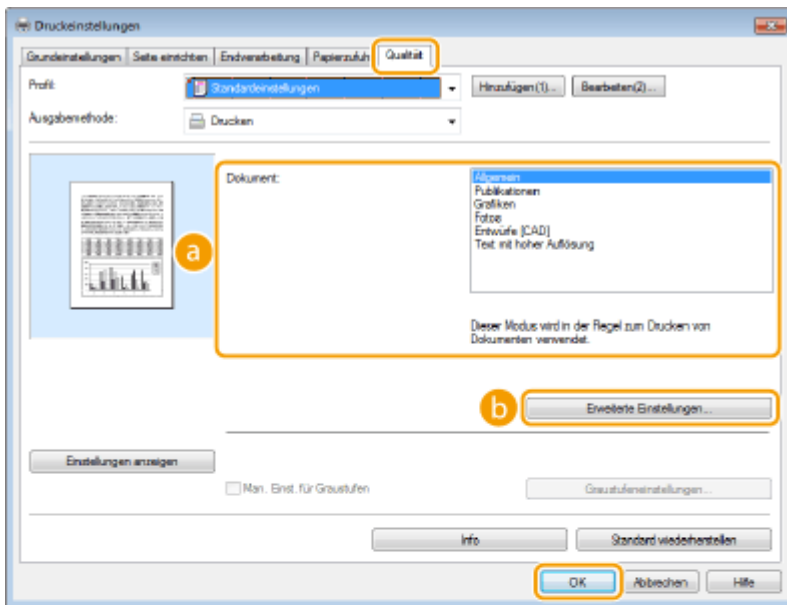 Druckeinstellungen
Grundeinstellungen Seite einrichten Endverarbeitung Papierzufuhr Qualität
Profil: Standardeinstellungen Hinzufügen(1)... Bearbeiten(2)...
Ausgabemethode: Drucken
Dokument:
Allgemein
Publikationen
Grafiken
Fotos
Entwürfe [CAD]
Text mit hoher Auflösung
a
Dieser Modus wird in der Regel zum Drucken von
Dokumenten verwendet.
b
Erweiterte Einstellungen...
Einstellungen anzeigen
Man. Einst. für Graustufen Graustufeneinstellungen...
Info Standard wiederherstellen
OK Abbrechen Hilfe